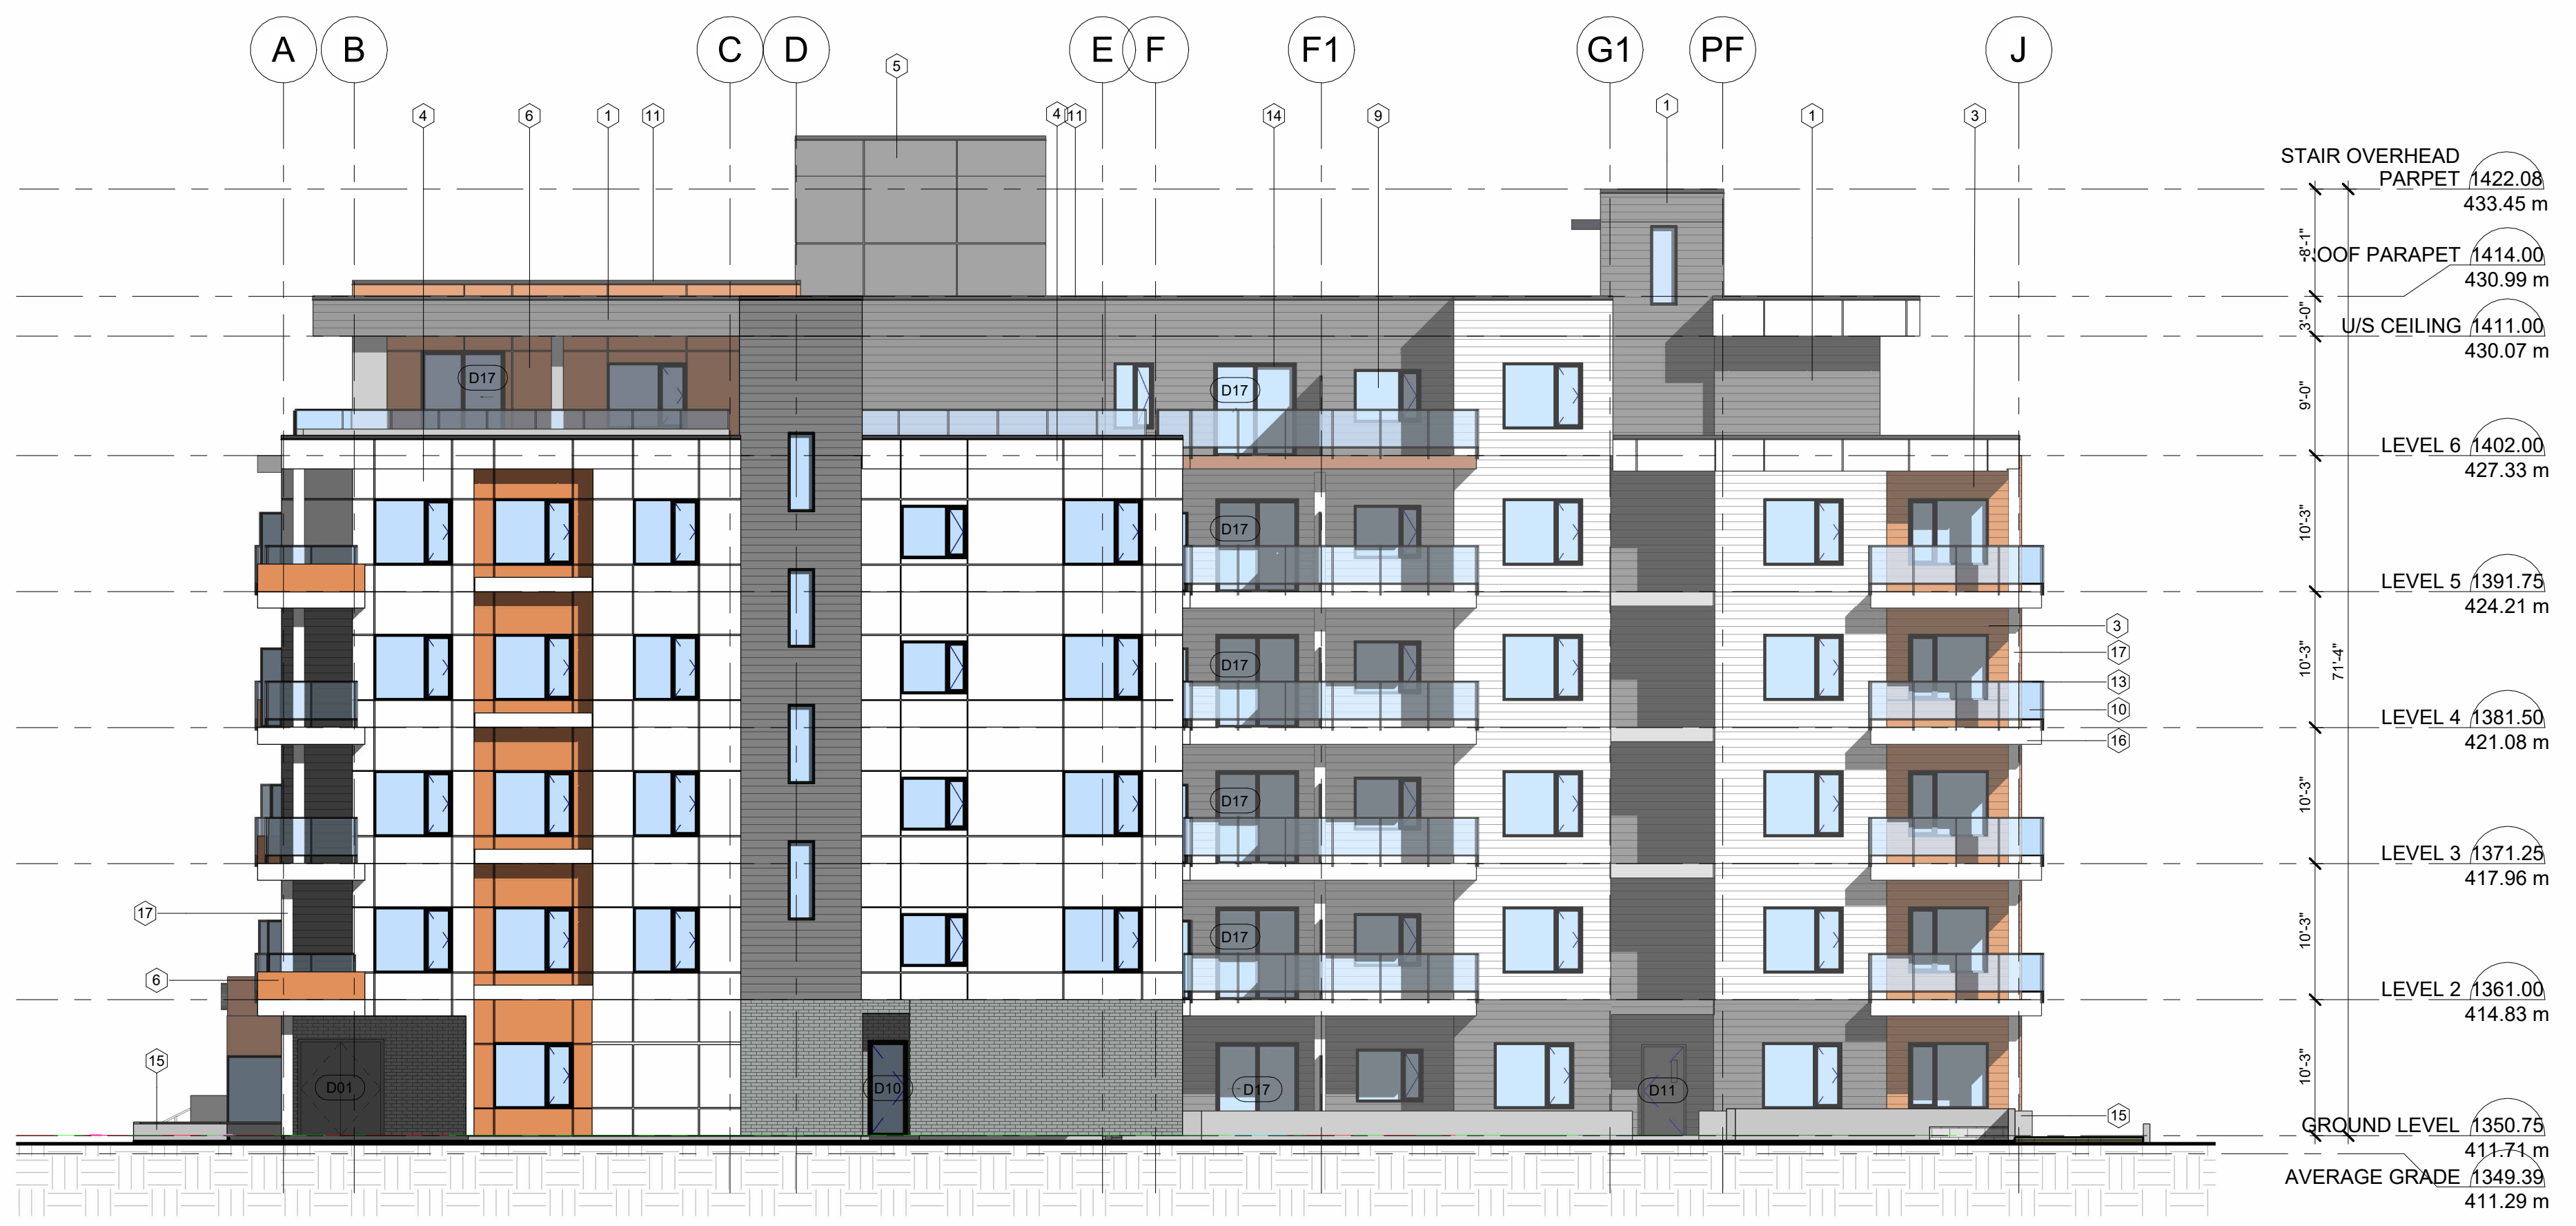 A B C D E F F1 G1 PF J
5
4 6 1 11 4 11 14 9 1 1 3
STAIR OVERHEAD
PARPET 1422.08
433.45 m
8'-1"
OOF PARAPET 1414.00
430.99 m
3'-0"
U/S CEILING 1411.00
430.07 m
D17 D17
9'-0"
LEVEL 6 1402.00
427.33 m
D17
10'-3"
LEVEL 5 1391.75
424.21 m
3
D17
17
10'-3"
71'-4"
13
10
LEVEL 4 1381.50
16
421.08 m
D17
10'-3"
LEVEL 3 1371.25
417.96 m
17
D17
10'-3"
6
LEVEL 2 1361.00
414.83 m
15
D01 D10 D17 D11
10'-3"
15
GROUND LEVEL 1350.75
411.71 m
AVERAGE GRADE 1349.39
411.29 m